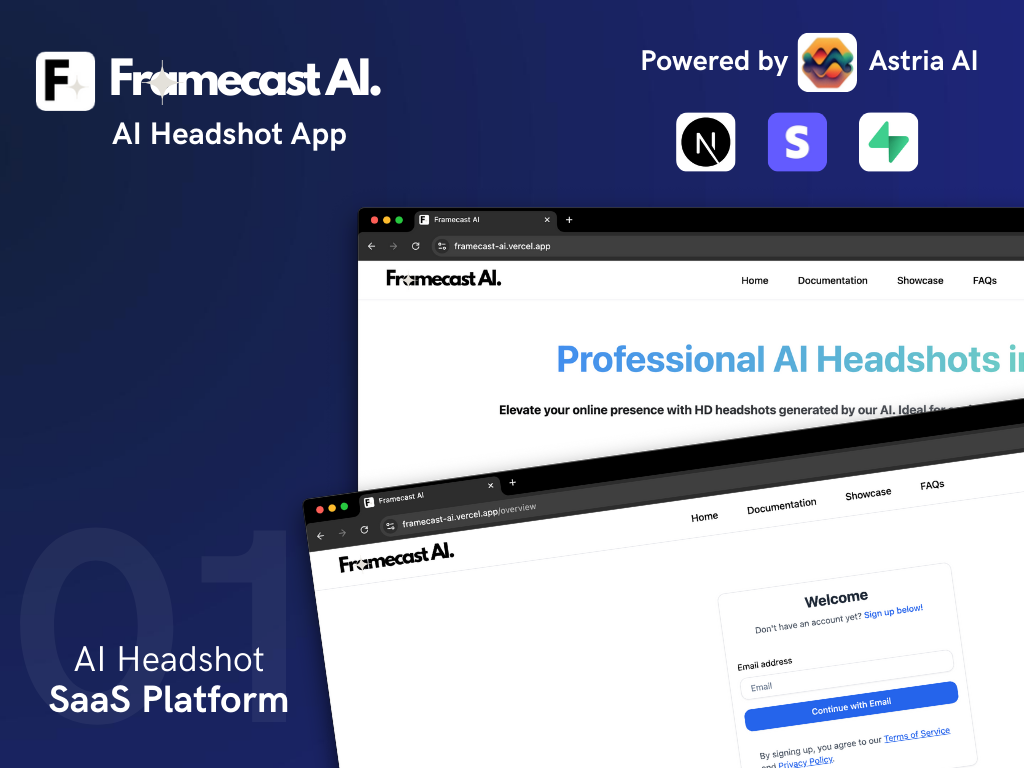 F
Framecast AI.
AI Headshot App
Powered by Astria AI
N
S
Framecast AI
framecast-ai.vercel.app
Framecast AI.
Home Documentation Showcase FAQs
Professional AI Headshots
Elevate your online presence with HD headshots generated by our AI. Ideal for
Framecast AI
framecast-ai.vercel.app/overview
Framecast AI.
Home Documentation Showcase FAQs
Welcome
Don't have an account yet? Sign up below!
Email address
Email
Continue with Email
By signing up, you agree to our Terms of Service
and Privacy Policy.
01
AI Headshot
SaaS Platform